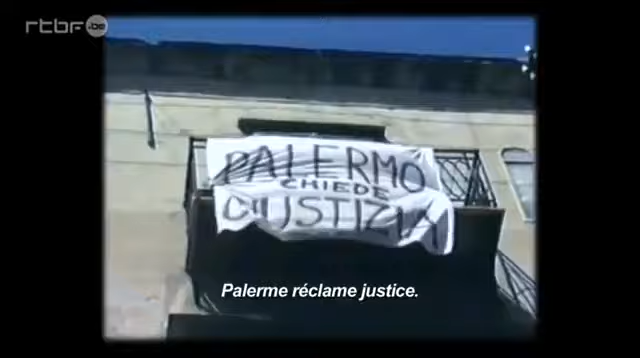 rtbf.be
PALERMO
CHIEDE
GIUSTIZIA
Palerme réclame justice.